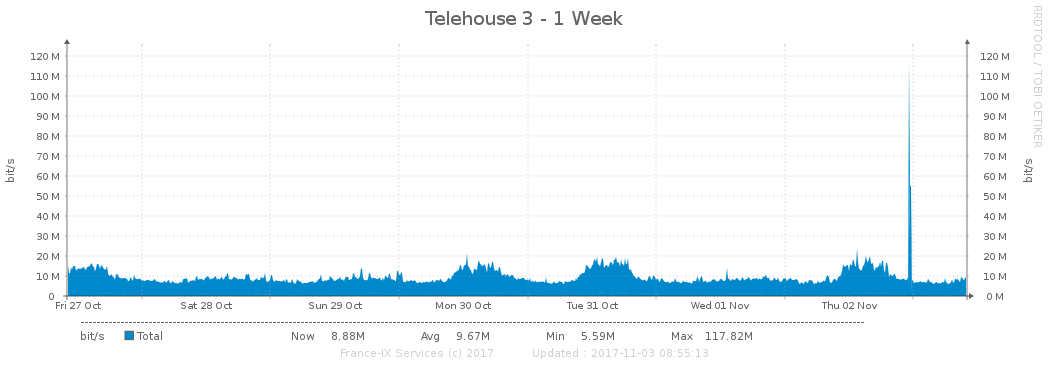 Telehouse 3 - 1 Week
RRDTOOL / TOBI OETIKER
bit/s
120 M 120 M
110 M 110 M
100 M 100 M
90 M 90 M
80 M 80 M
70 M 70 M
60 M 60 M
50 M 50 M
40 M 40 M
30 M 30 M
20 M 20 M
10 M 10 M
0 0 M
bit/s
Fri 27 Oct Sat 28 Oct Sun 29 Oct Mon 30 Oct Tue 31 Oct Wed 01 Nov Thu 02 Nov
bit/s Total Now 8.88M Avg 9.67M Min 5.59M Max 117.82M
France-IX Services (c) 2017 Updated : 2017-11-03 08:55:13